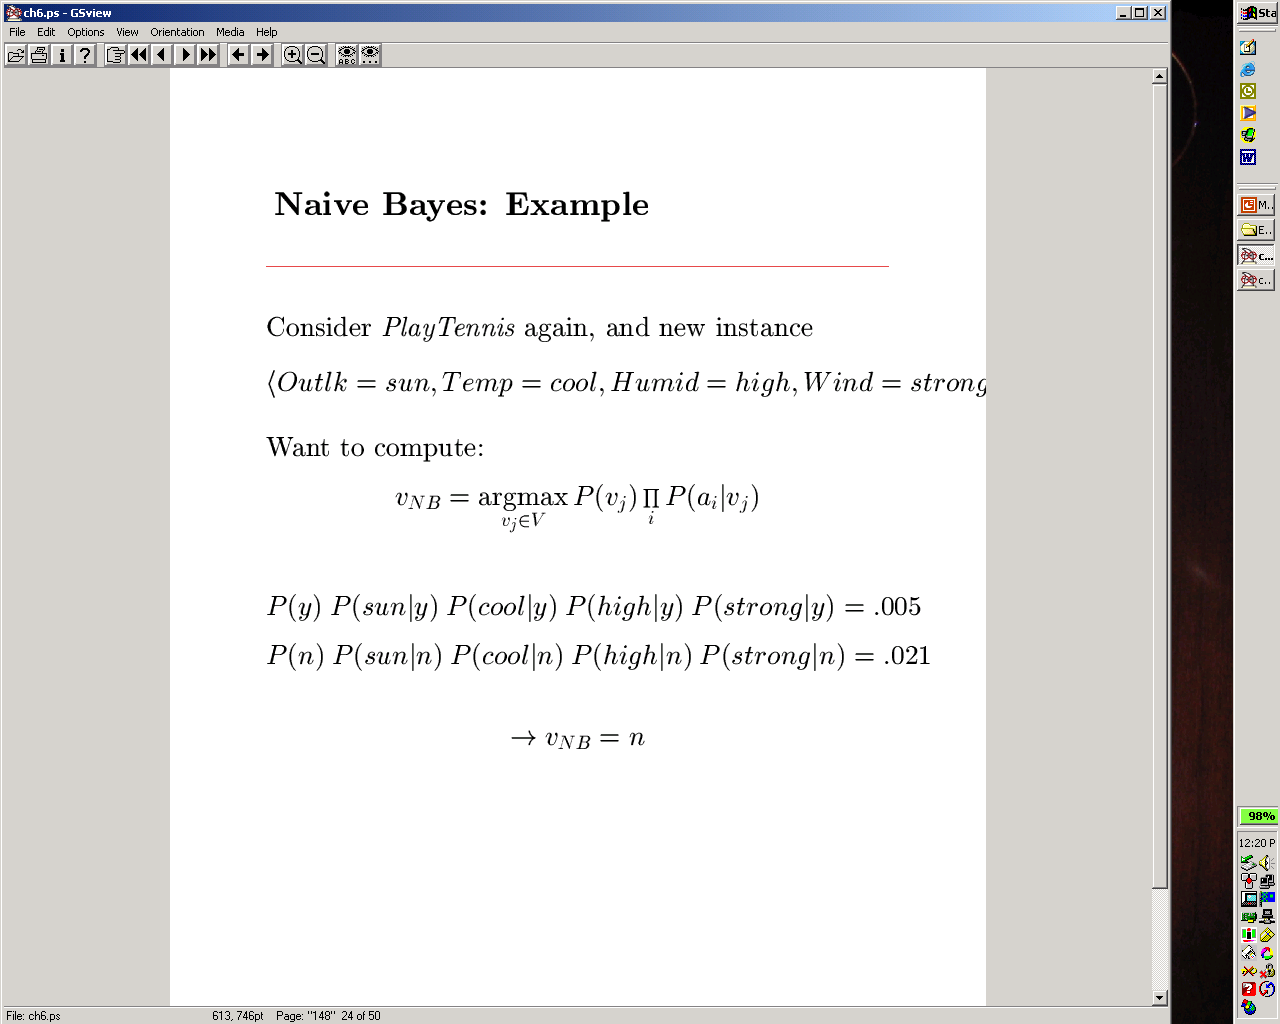 ch6.ps - GSview
File Edit Options View Orientation Media Help
Naive Bayes: Example
Consider PlayTennis again, and new instance
⟨Outlk = sun, Temp = cool, Humid = high, Wind = strong
Want to compute:
v_NB = argmax P(v_j) ∏ P(a_i|v_j)
v_j∈V i
P(y) P(sun|y) P(cool|y) P(high|y) P(strong|y) = .005
P(n) P(sun|n) P(cool|n) P(high|n) P(strong|n) = .021
→ v_NB = n
File: ch6.ps 613, 746pt Page: "148" 24 of 50
Sta
M..
E..
c...
c..
98%
12:20 P